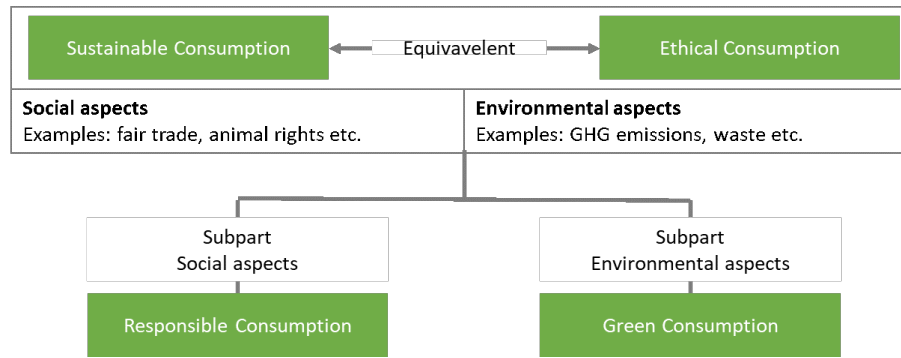 Sustainable Consumption
Equivavelent
Ethical Consumption
Social aspects
Examples: fair trade, animal rights etc.
Environmental aspects
Examples: GHG emissions, waste etc.
Subpart
Social aspects
Subpart
Environmental aspects
Responsible Consumption
Green Consumption